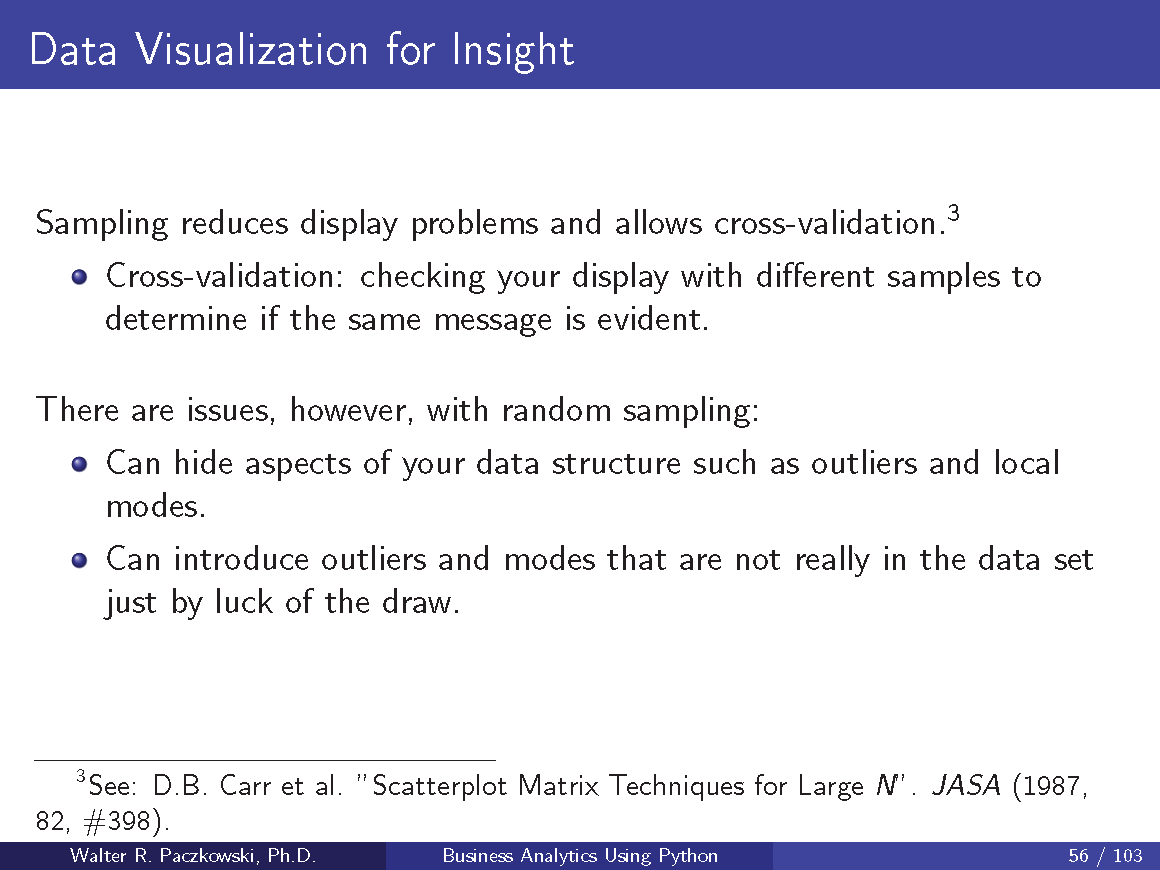 Data Visualization for Insight
Sampling reduces display problems and allows cross-validation.³
Cross-validation: checking your display with different samples to
determine if the same message is evident.
There are issues, however, with random sampling:
Can hide aspects of your data structure such as outliers and local
modes.
Can introduce outliers and modes that are not really in the data set
just by luck of the draw.
³See: D.B. Carr et al. ”Scatterplot Matrix Techniques for Large N”. JASA (1987,
82, #398).
Walter R. Paczkowski, Ph.D. Business Analytics Using Python 56 / 103